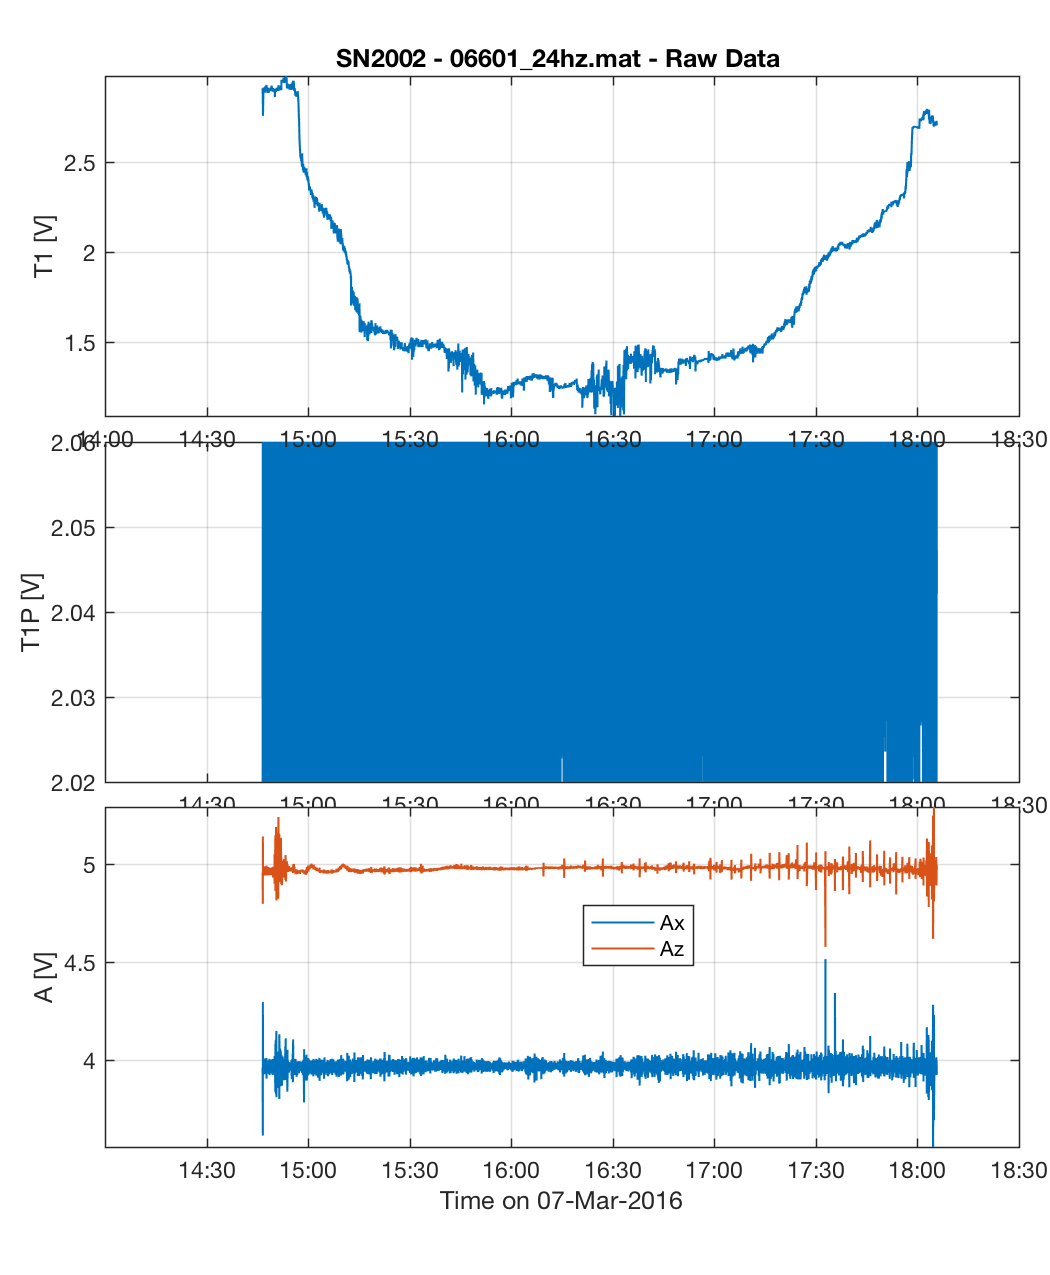 SN2002 - 06601_24hz.mat - Raw Data
2.5
2
1.5
T1 [V]
14:00 14:30 15:00 15:30 16:00 16:30 17:00 17:30 18:00 18:30
2.06
2.05
2.04
2.03
2.02
T1P [V]
14:30 15:00 15:30 16:00 16:30 17:00 17:30 18:00 18:30
5
4.5
4
A [V]
Ax
Az
14:30 15:00 15:30 16:00 16:30 17:00 17:30 18:00 18:30
Time on 07-Mar-2016